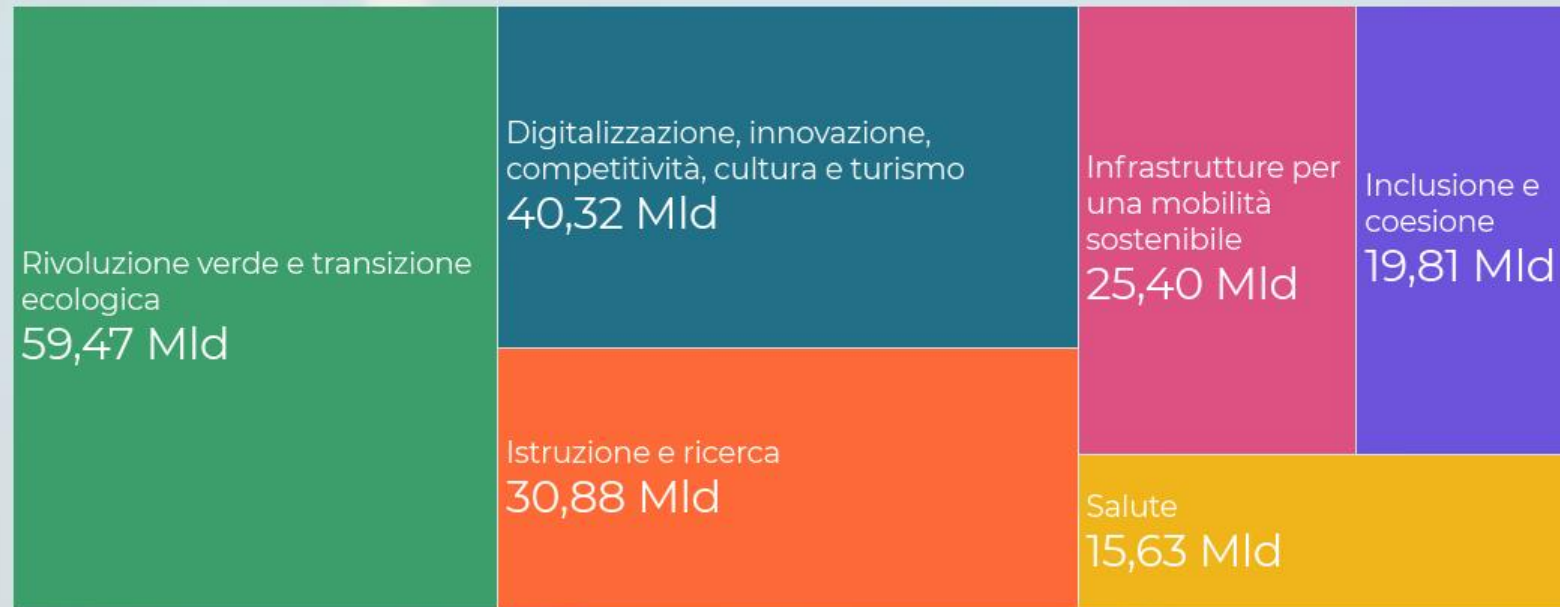 Rivoluzione verde e transizione
ecologica
59,47 Mld
Digitalizzazione, innovazione,
competitività, cultura e turismo
40,32 Mld
Istruzione e ricerca
30,88 Mld
Infrastrutture per
una mobilità
sostenibile
25,40 Mld
Inclusione e
coesione
19,81 Mld
Salute
15,63 Mld